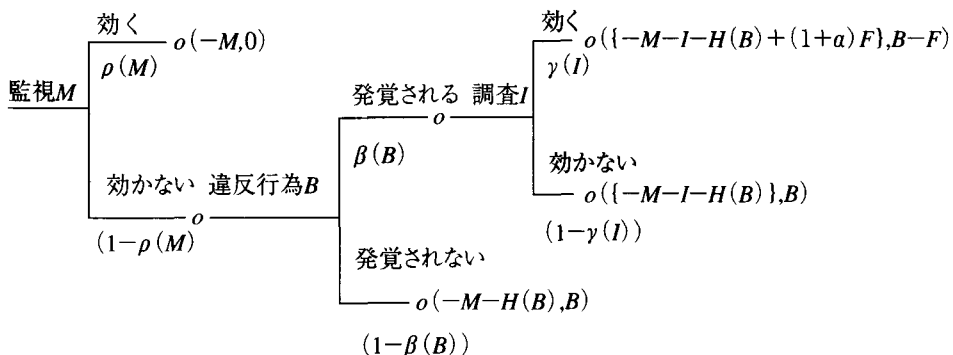 効く
o(-M,0)
ρ(M)
監視M
効かない 違反行為B
o
(1-ρ(M)
発覚される 調査I
o
β(B)
発覚されない
o(-M-H(B),B)
(1-β(B))
効く
o({-M-I-H(B)+(1+α)F},B-F)
γ(I)
効かない
o({-M-I-H(B)},B)
(1-γ(I))